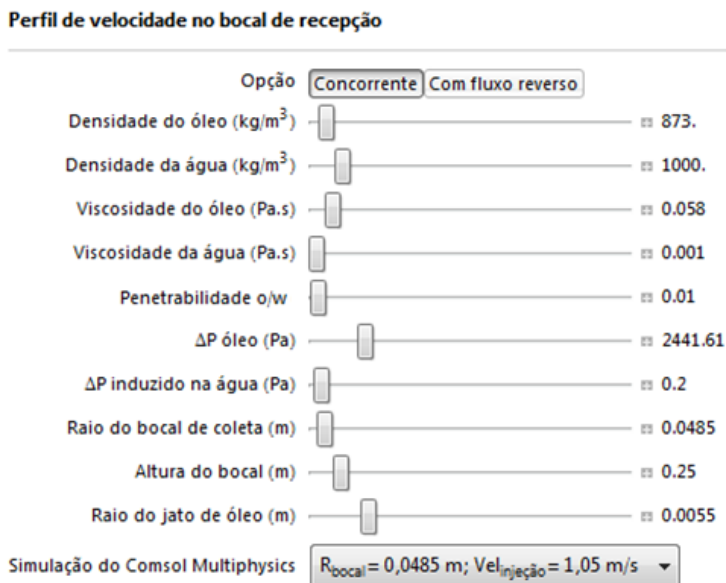 Perfil de velocidade no bocal de recepção
Opção Concorrente Com fluxo reverso
Densidade do óleo (kg/m³) 873.
Densidade da água (kg/m³) 1000.
Viscosidade do óleo (Pa.s) 0.058
Viscosidade da água (Pa.s) 0.001
Penetrabilidade o/w 0.01
ΔP óleo (Pa) 2441.61
ΔP induzido na água (Pa) 0.2
Raio do bocal de coleta (m) 0.0485
Altura do bocal (m) 0.25
Raio do jato de óleo (m) 0.0055
Simulação do Comsol Multiphysics Rbocal= 0,0485 m; Velinjeção= 1,05 m/s